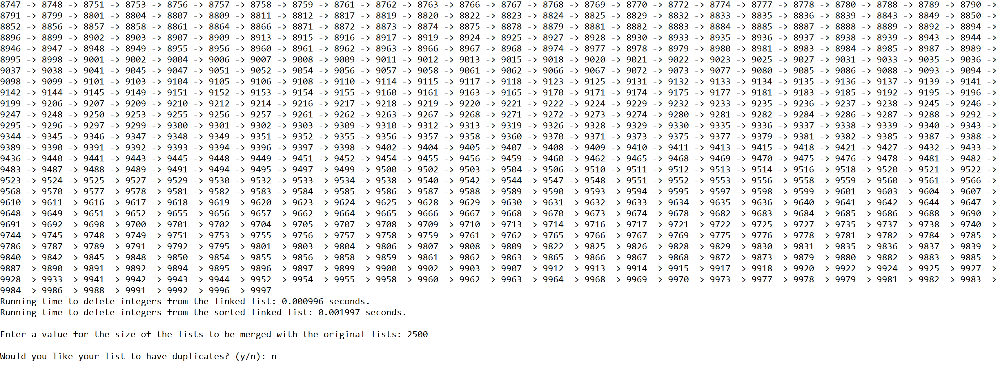 8747 -> 8748 -> 8751 -> 8753 -> 8756 -> 8757 -> 8758 -> 8759 -> 8761 -> 8762 -> 8763 -> 8766 -> 8767 -> 8768 -> 8769 -> 8770 -> 8772 -> 8774 -> 8777 -> 8778 -> 8780 -> 8788 -> 8789 -> 8790 ->
8791 -> 8799 -> 8801 -> 8804 -> 8807 -> 8809 -> 8811 -> 8812 -> 8817 -> 8819 -> 8820 -> 8822 -> 8823 -> 8824 -> 8825 -> 8829 -> 8832 -> 8833 -> 8835 -> 8836 -> 8839 -> 8843 -> 8849 -> 8850 ->
8852 -> 8856 -> 8857 -> 8858 -> 8861 -> 8864 -> 8866 -> 8871 -> 8872 -> 8873 -> 8874 -> 8875 -> 8878 -> 8879 -> 8881 -> 8882 -> 8883 -> 8884 -> 8885 -> 8887 -> 8888 -> 8889 -> 8892 -> 8894 ->
8896 -> 8899 -> 8902 -> 8903 -> 8907 -> 8909 -> 8913 -> 8915 -> 8916 -> 8917 -> 8919 -> 8924 -> 8925 -> 8927 -> 8928 -> 8930 -> 8933 -> 8935 -> 8936 -> 8937 -> 8938 -> 8939 -> 8943 -> 8944 ->
8946 -> 8947 -> 8948 -> 8949 -> 8955 -> 8956 -> 8960 -> 8961 -> 8962 -> 8963 -> 8966 -> 8967 -> 8968 -> 8974 -> 8977 -> 8978 -> 8979 -> 8980 -> 8981 -> 8983 -> 8984 -> 8985 -> 8987 -> 8989 ->
8995 -> 8998 -> 9001 -> 9002 -> 9004 -> 9006 -> 9007 -> 9008 -> 9009 -> 9011 -> 9012 -> 9013 -> 9015 -> 9018 -> 9020 -> 9021 -> 9022 -> 9023 -> 9025 -> 9027 -> 9031 -> 9033 -> 9035 -> 9036 ->
9037 -> 9038 -> 9041 -> 9045 -> 9047 -> 9051 -> 9052 -> 9054 -> 9056 -> 9057 -> 9058 -> 9061 -> 9062 -> 9066 -> 9067 -> 9072 -> 9073 -> 9077 -> 9080 -> 9085 -> 9086 -> 9088 -> 9093 -> 9094 ->
9098 -> 9099 -> 9101 -> 9103 -> 9104 -> 9105 -> 9106 -> 9108 -> 9110 -> 9114 -> 9115 -> 9117 -> 9118 -> 9123 -> 9125 -> 9131 -> 9132 -> 9133 -> 9134 -> 9135 -> 9136 -> 9137 -> 9139 -> 9141 ->
9142 -> 9144 -> 9145 -> 9149 -> 9151 -> 9152 -> 9153 -> 9154 -> 9155 -> 9160 -> 9161 -> 9163 -> 9165 -> 9170 -> 9171 -> 9174 -> 9175 -> 9177 -> 9181 -> 9183 -> 9185 -> 9192 -> 9195 -> 9196 ->
9199 -> 9206 -> 9207 -> 9209 -> 9210 -> 9212 -> 9214 -> 9216 -> 9217 -> 9218 -> 9219 -> 9220 -> 9221 -> 9222 -> 9224 -> 9229 -> 9232 -> 9233 -> 9235 -> 9236 -> 9237 -> 9238 -> 9245 -> 9246 ->
9247 -> 9248 -> 9250 -> 9253 -> 9255 -> 9256 -> 9257 -> 9261 -> 9262 -> 9263 -> 9267 -> 9268 -> 9271 -> 9272 -> 9273 -> 9274 -> 9280 -> 9281 -> 9282 -> 9284 -> 9286 -> 9287 -> 9288 -> 9292 ->
9295 -> 9296 -> 9297 -> 9299 -> 9300 -> 9301 -> 9302 -> 9303 -> 9309 -> 9310 -> 9312 -> 9313 -> 9319 -> 9326 -> 9328 -> 9329 -> 9330 -> 9335 -> 9336 -> 9337 -> 9338 -> 9339 -> 9340 -> 9343 ->
9344 -> 9345 -> 9346 -> 9347 -> 9348 -> 9349 -> 9351 -> 9352 -> 9355 -> 9356 -> 9357 -> 9358 -> 9360 -> 9370 -> 9371 -> 9373 -> 9375 -> 9377 -> 9379 -> 9381 -> 9382 -> 9385 -> 9387 -> 9388 ->
9389 -> 9390 -> 9391 -> 9392 -> 9393 -> 9394 -> 9396 -> 9397 -> 9398 -> 9402 -> 9404 -> 9405 -> 9407 -> 9408 -> 9409 -> 9410 -> 9411 -> 9413 -> 9415 -> 9418 -> 9421 -> 9427 -> 9432 -> 9433 ->
9436 -> 9440 -> 9441 -> 9443 -> 9445 -> 9448 -> 9449 -> 9451 -> 9452 -> 9454 -> 9455 -> 9456 -> 9459 -> 9460 -> 9462 -> 9465 -> 9468 -> 9469 -> 9470 -> 9475 -> 9476 -> 9478 -> 9481 -> 9482 ->
9483 -> 9487 -> 9488 -> 9489 -> 9491 -> 9494 -> 9495 -> 9497 -> 9499 -> 9500 -> 9502 -> 9503 -> 9504 -> 9506 -> 9510 -> 9511 -> 9512 -> 9513 -> 9514 -> 9516 -> 9518 -> 9520 -> 9521 -> 9522 ->
9523 -> 9524 -> 9525 -> 9527 -> 9529 -> 9530 -> 9532 -> 9533 -> 9534 -> 9538 -> 9540 -> 9542 -> 9544 -> 9547 -> 9548 -> 9551 -> 9552 -> 9553 -> 9556 -> 9558 -> 9559 -> 9560 -> 9561 -> 9566 ->
9568 -> 9570 -> 9577 -> 9578 -> 9581 -> 9582 -> 9583 -> 9584 -> 9585 -> 9586 -> 9587 -> 9588 -> 9589 -> 9590 -> 9593 -> 9594 -> 9595 -> 9597 -> 9598 -> 9599 -> 9601 -> 9603 -> 9604 -> 9607 ->
9610 -> 9611 -> 9616 -> 9617 -> 9618 -> 9619 -> 9620 -> 9623 -> 9624 -> 9625 -> 9628 -> 9629 -> 9630 -> 9631 -> 9632 -> 9633 -> 9634 -> 9635 -> 9636 -> 9640 -> 9641 -> 9642 -> 9644 -> 9647 ->
9648 -> 9649 -> 9651 -> 9652 -> 9655 -> 9656 -> 9657 -> 9662 -> 9664 -> 9665 -> 9666 -> 9667 -> 9668 -> 9670 -> 9673 -> 9674 -> 9678 -> 9682 -> 9683 -> 9684 -> 9685 -> 9686 -> 9688 -> 9690 ->
9691 -> 9692 -> 9698 -> 9700 -> 9701 -> 9702 -> 9704 -> 9705 -> 9707 -> 9708 -> 9709 -> 9710 -> 9713 -> 9714 -> 9716 -> 9717 -> 9721 -> 9722 -> 9725 -> 9727 -> 9735 -> 9737 -> 9738 -> 9740 ->
9744 -> 9745 -> 9748 -> 9749 -> 9751 -> 9753 -> 9755 -> 9756 -> 9757 -> 9758 -> 9759 -> 9761 -> 9762 -> 9765 -> 9766 -> 9767 -> 9769 -> 9775 -> 9776 -> 9778 -> 9781 -> 9782 -> 9784 -> 9785 ->
9786 -> 9787 -> 9789 -> 9791 -> 9792 -> 9795 -> 9801 -> 9803 -> 9804 -> 9806 -> 9807 -> 9808 -> 9809 -> 9822 -> 9825 -> 9826 -> 9828 -> 9829 -> 9830 -> 9831 -> 9835 -> 9836 -> 9837 -> 9839 ->
9840 -> 9842 -> 9845 -> 9848 -> 9850 -> 9854 -> 9855 -> 9856 -> 9858 -> 9859 -> 9861 -> 9862 -> 9863 -> 9865 -> 9866 -> 9867 -> 9868 -> 9872 -> 9873 -> 9879 -> 9880 -> 9882 -> 9883 -> 9885 ->
9887 -> 9890 -> 9891 -> 9892 -> 9894 -> 9895 -> 9896 -> 9897 -> 9899 -> 9900 -> 9902 -> 9903 -> 9907 -> 9912 -> 9913 -> 9914 -> 9915 -> 9917 -> 9918 -> 9920 -> 9922 -> 9924 -> 9925 -> 9927 ->
9928 -> 9933 -> 9941 -> 9942 -> 9943 -> 9944 -> 9952 -> 9954 -> 9955 -> 9958 -> 9960 -> 9962 -> 9963 -> 9964 -> 9968 -> 9969 -> 9970 -> 9973 -> 9977 -> 9978 -> 9979 -> 9981 -> 9982 -> 9983 ->
9984 -> 9986 -> 9988 -> 9991 -> 9992 -> 9996 -> 9997
Running time to delete integers from the linked list: 0.000996 seconds.
Running time to delete integers from the sorted linked list: 0.001997 seconds.
Enter a value for the size of the lists to be merged with the original lists: 2500
Would you like your list to have duplicates? (y/n): n